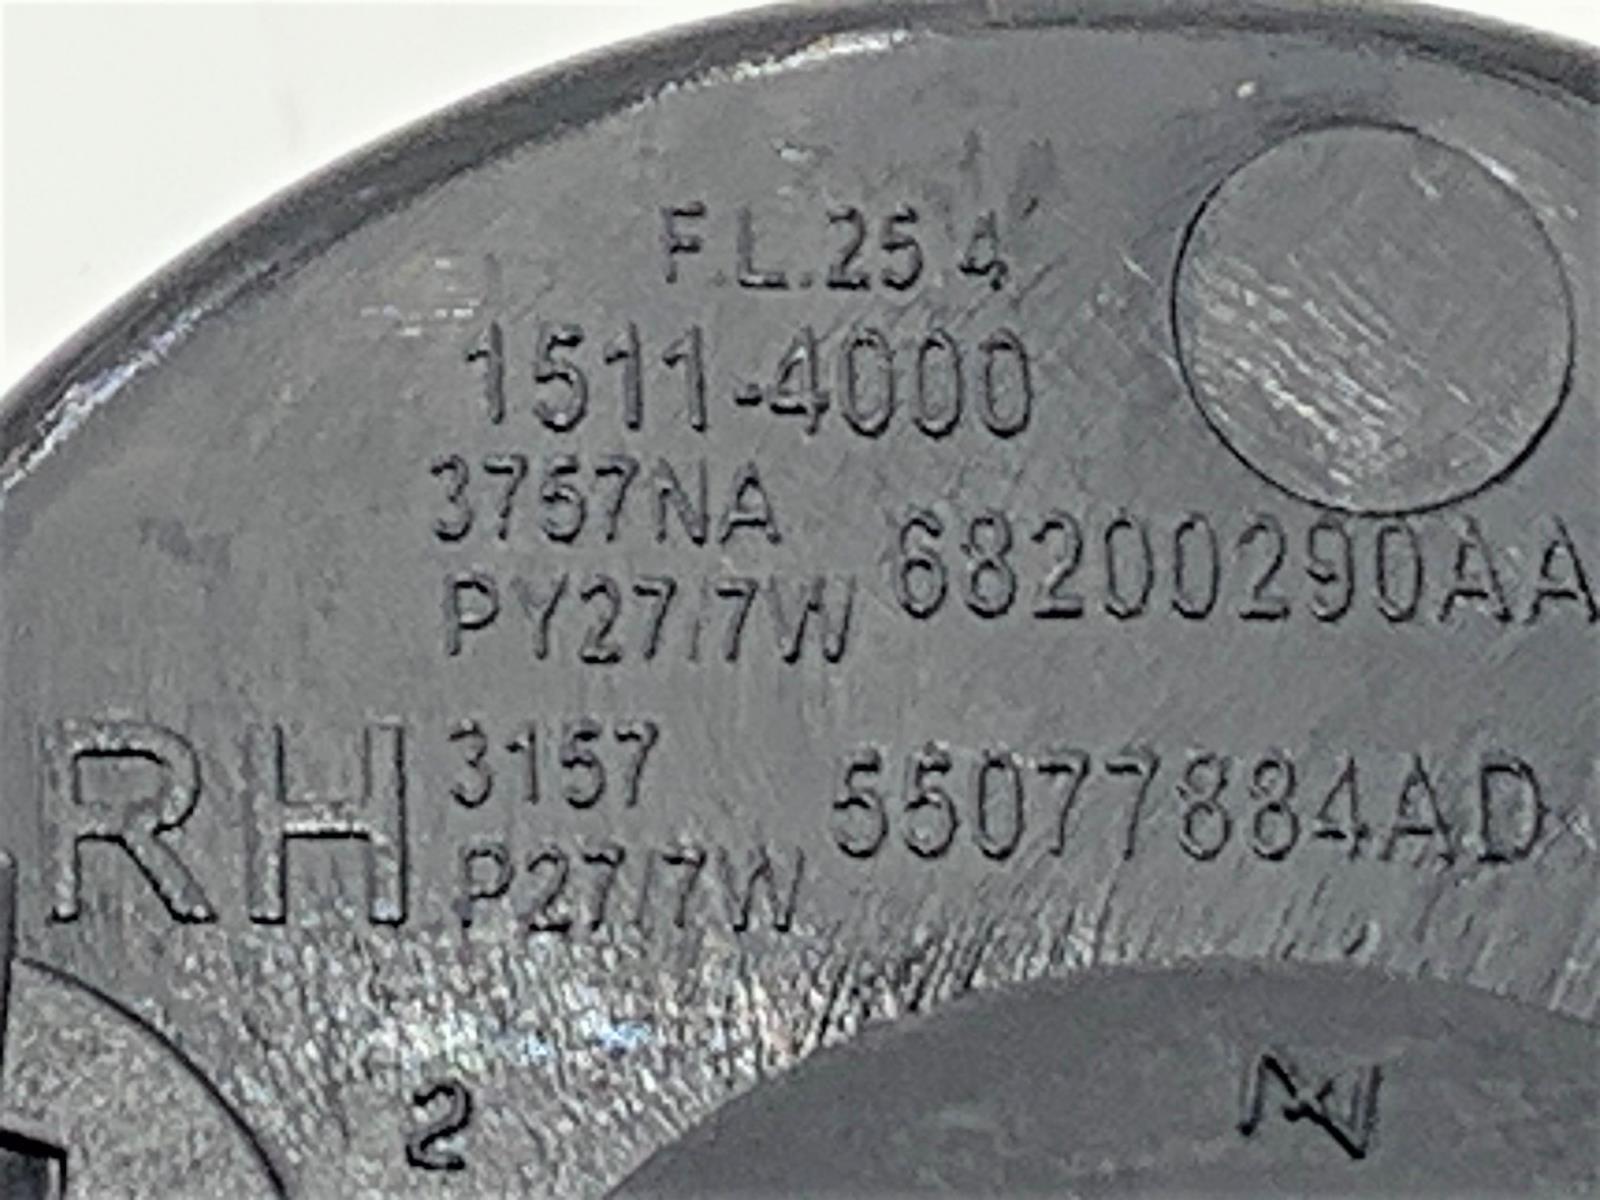 F.L.25.4
1511-4000
3757NA
68200290AA
PY27/7W
RH
3157
55077884AD
P27/7W
2